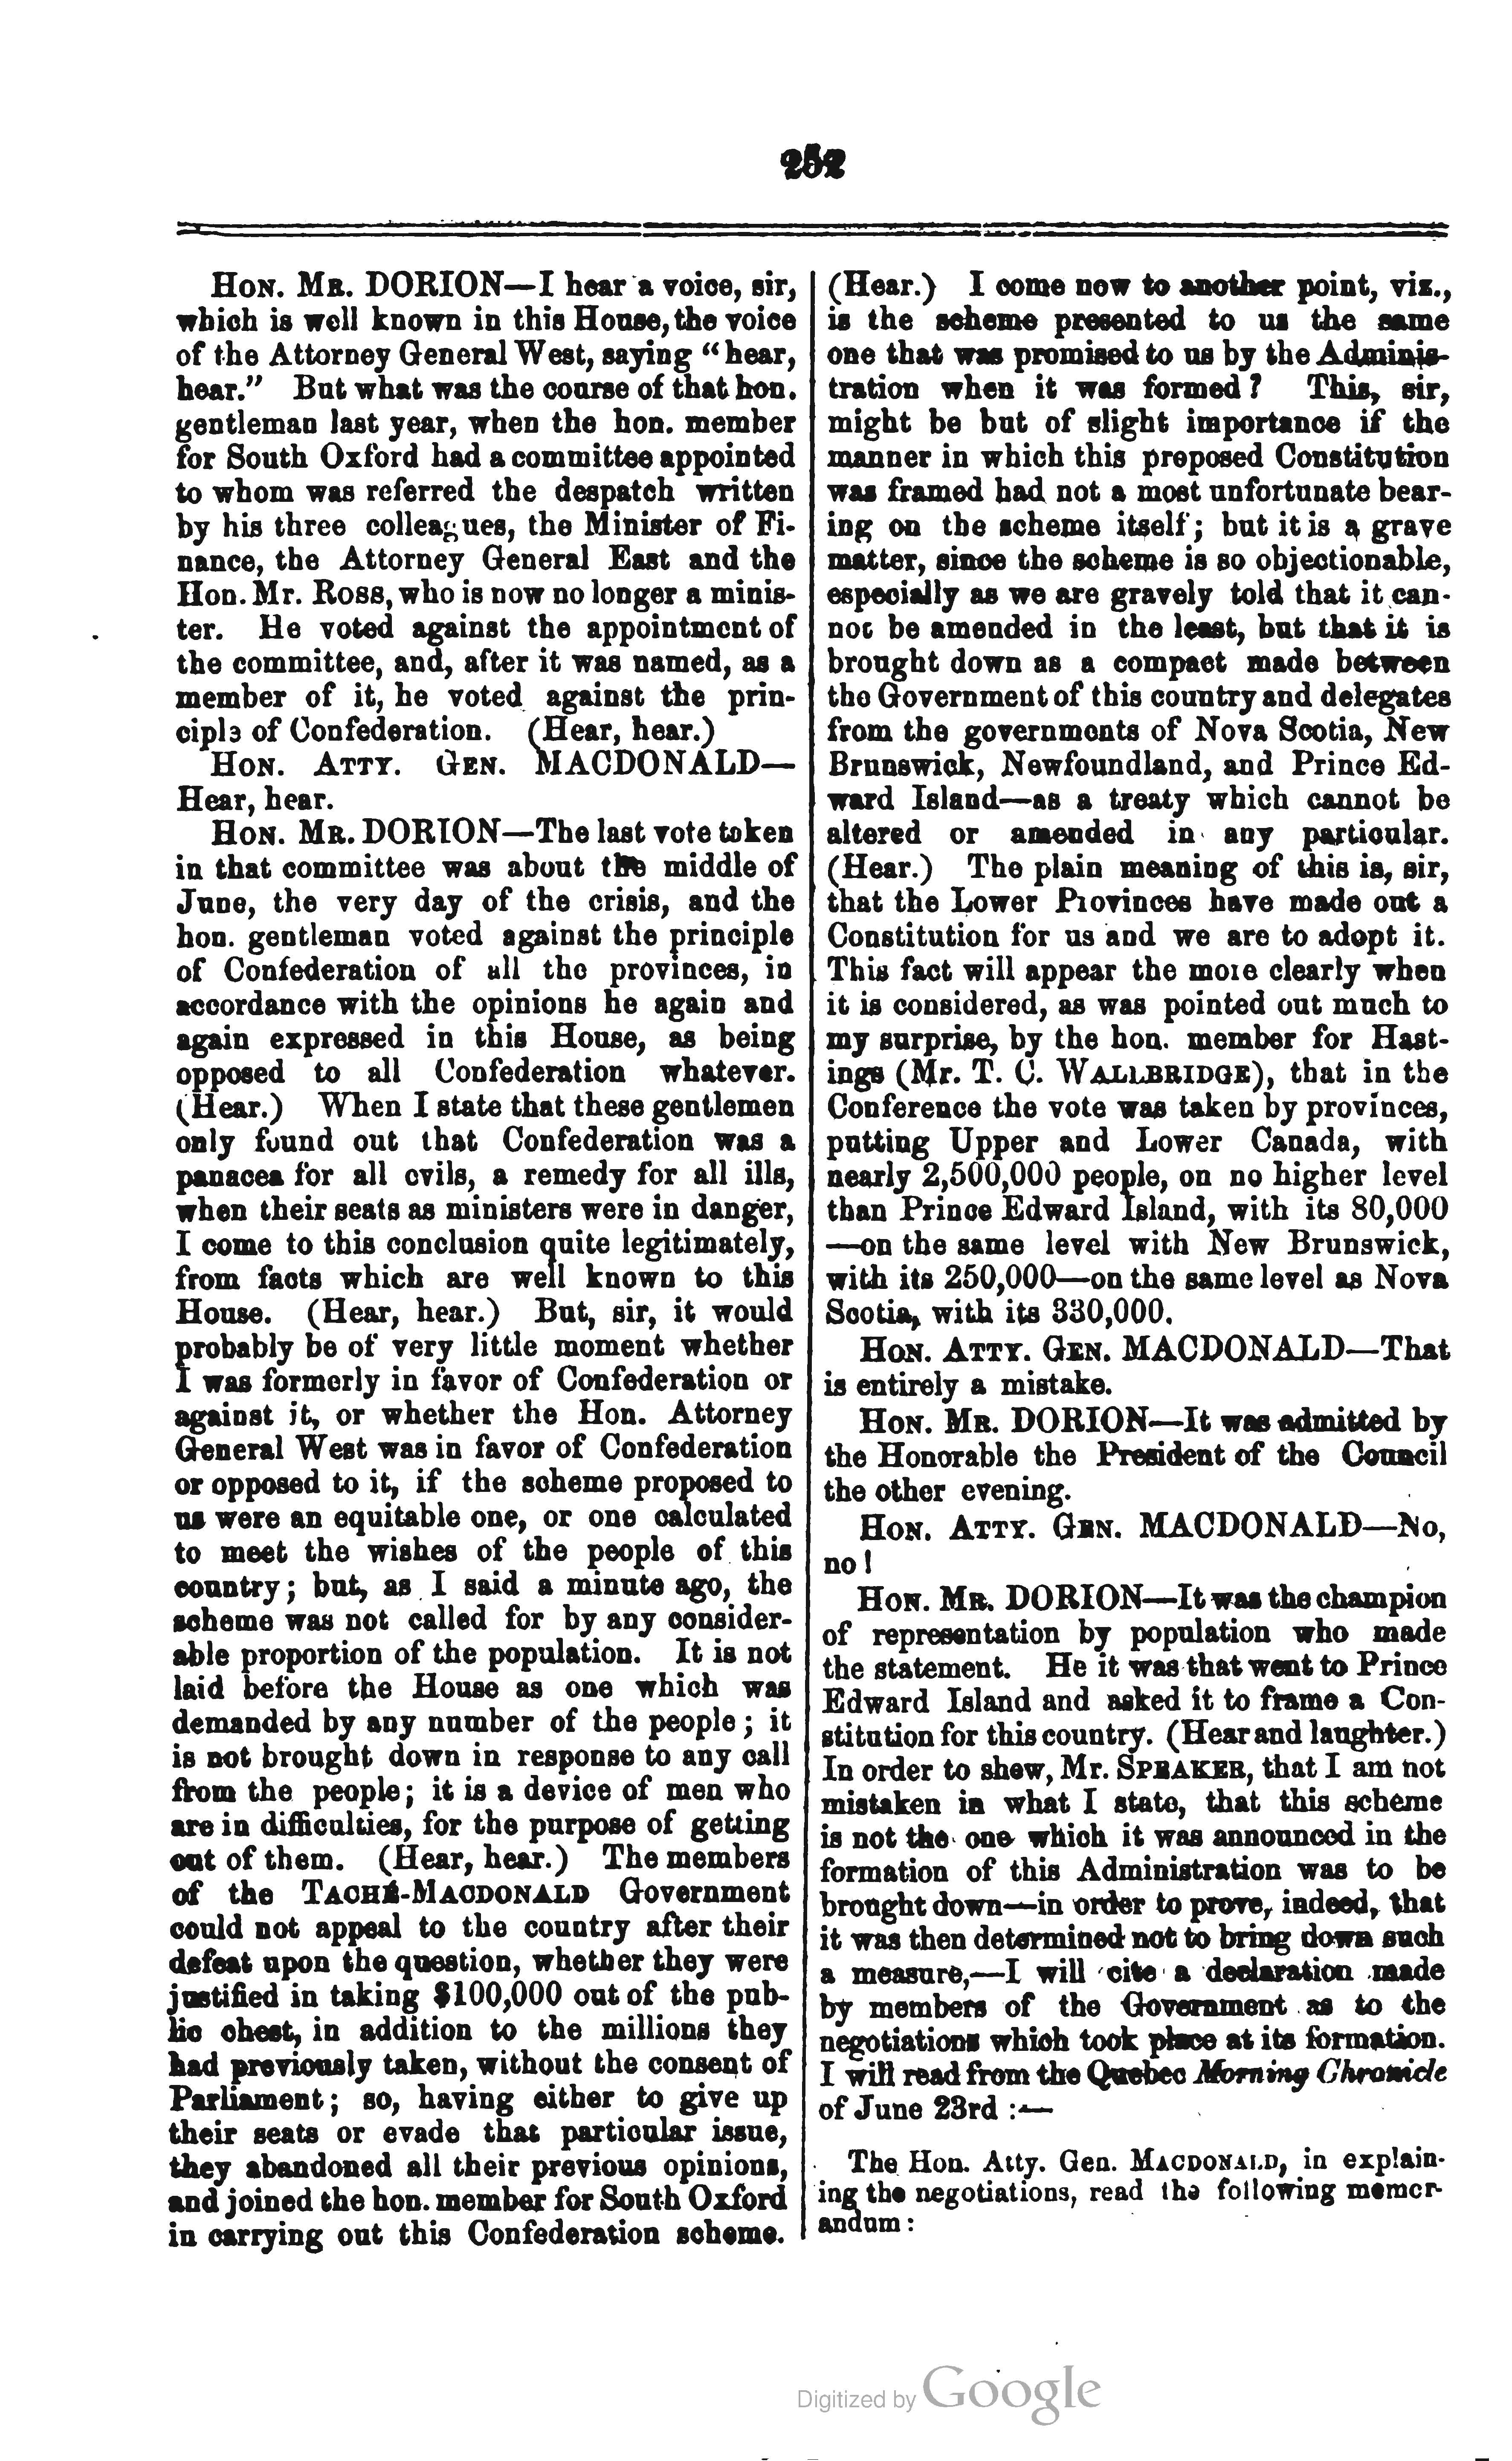 252
HON. MR. DORION—I hear a voice, sir,
which is well known in this House, the voice
of the Attorney General West, saying "hear,
hear." But what was the course of that hon.
gentleman last year, when the hon. member
for South Oxford had a committee appointed
to whom was referred the despatch written
by his three colleagues, the Minister of Fi-
nance, the Attorney General East and the
Hon. Mr. ROSS, who is now no longer a minis-
ter. He voted against the appointment of
the committee, and, after it was named, as a
member of it, he voted against the prin-
ciple of Confederation. (Hear, hear.)
HON. ATTY. GEN. MACDONALD—
Hear, hear.
HON. MR. DORION—The last vote token
in that committee was about the middle of
June, the very day of the crisis, and the
hon. gentleman voted against the principle
of Confederation of all the provinces, in
accordance with the opinions he again and
again expressed in this House, as being
opposed to all Confederation whatever.
(Hear.) When I state that these gentlemen
only found out that Confederation was a
panacea for all evils, a remedy for all ills,
when their seats as ministers were in danger,
I come to this conclusion quite legitimately,
from facts which are well known to this
House. (Hear, hear.) But, sir, it would
probably be of very little moment whether
I was formerly in favor of Confederation or
against it, or whether the Hon. Attorney
General West was in favor of Confederation
or opposed to it, if the scheme proposed to
us were an equitable one, or one calculated
to meet the wishes of the people of this
country; but, as I said a minute ago, the
scheme was not called for by any consider-
able proportion of the population. It is not
laid before the House as one which was
demanded by any number of the people; it
is not brought down in response to any call
from the people; it is a device of men who
are in difficulties, for the purpose of getting
out of them. (Hear, hear.) The members
of the TACHÉ-MACDONALD Government
could not appeal to the country after their
defeat upon the question, whether they were
justified in taking $100,000 out of the pub-
lic chest, in addition to the millions they
had previously taken, without the consent of
Parliament; so, having either to give up
their seats or evade that particular issue,
they abandoned all their previous opinions,
and joined the hon. member for South Oxford
in carrying out this Confederation scheme.
(Hear.) I come now to another point, viz.,
is the scheme presented to us the same
one that was promised to us by the Adminis-
tration when it was formed? This, sir,
might be but of slight importance if the
manner in which this proposed Constitution
was framed had not a most unfortunate bear-
ing on the scheme itself; but it is a grave
matter, since the scheme is so objectionable,
especially as we are gravely told that it can-
not be amended in the least, but that it is
brought down as a compact made between
the Government of this country and delegates
from the governments of Nova Scotia, New
Brunswick, Newfoundland, and Prince Ed-
ward Island—as a treaty which cannot be
altered or amended in any particular.
(Hear.) The plain meaning of this is, sir,
that the Lower Provinces have made out a
Constitution for us and we are to adopt it.
This fact will appear the more clearly when
it is considered, as was pointed out much to
my surprise, by the hon. member for Hast-
ings (Mr. T. C. WALLBRIDGE), that in the
Conference the vote was taken by provinces,
putting Upper and Lower Canada, with
nearly 2,500,000 people, on no higher level
than Prince Edward Island, with its 80,000
—on the same level with New Brunswick,
with its 250,000—on the same level as Nova
Scotia, with its 330,000.
HON. ATTY. GEN. MACDONALD—That
is entirely a mistake.
HON. MR. DORION—It was admitted by
the Honorable the President of the Council
the other evening.
HON. ATTY. GEN. MACDONALD—No,
no!
HON. MR. DORION—It was the champion
of representation by population who made
the statement. He it was that went to Prince
Edward Island and asked it to frame a Con-
stitution for this country. (Hear and laughter.)
In order to shew, Mr. SPEAKER, that I am not
mistaken in what I state, that this scheme
is not the one which it was announced in the
formation of this Administration was to be
brought down—in order to prove, indeed, that
it was then determined not to bring down such
a measure,—I will cite a declaration made
by members of the Government as to the
negotiations which took place at its formation.
I will read from the Quebec Morning Chronicle
of June 23rd :—
The Hon. Atty. Gen. MACDONALD, in explain-
ing the negotiations, read the following memor-
andum:
Digitized by Google